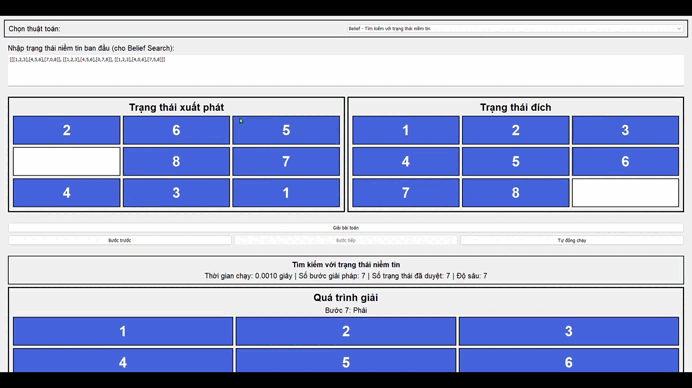 Chọn thuật toán:
Belief - Tìm kiếm với trạng thái niềm tin
Nhập trạng thái niềm tin ban đầu (cho Belief Search):
[[[1,2,3],[4,5,6],[7,0,8]], [[1,2,3],[4,5,6],[0,7,8]], [[1,2,3],[4,0,6],[7,5,8]]]
Trạng thái xuất phát
2 6 5
8 7
4 3 1
Trạng thái đích
1 2 3
4 5 6
7 8
Giải bài toán
Bước trước
Bước tiếp
Tự động chạy
Tìm kiếm với trạng thái niềm tin
Thời gian chạy: 0.0010 giây | Số bước giải pháp: 7 | Số trạng thái đã duyệt: 7 | Độ sâu: 7
Quá trình giải
Bước 7: Phải
1 2 3
4 5 6